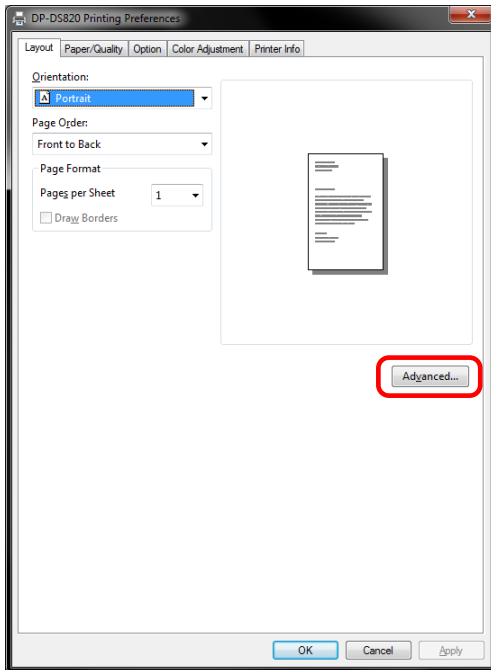 DP-DS820 Printing Preferences
Layout Paper/Quality Option Color Adjustment Printer Info
Orientation:
Portrait
Page Order:
Front to Back
Page Format
Pages per Sheet 1
Draw Borders
Advanced...
OK Cancel Apply